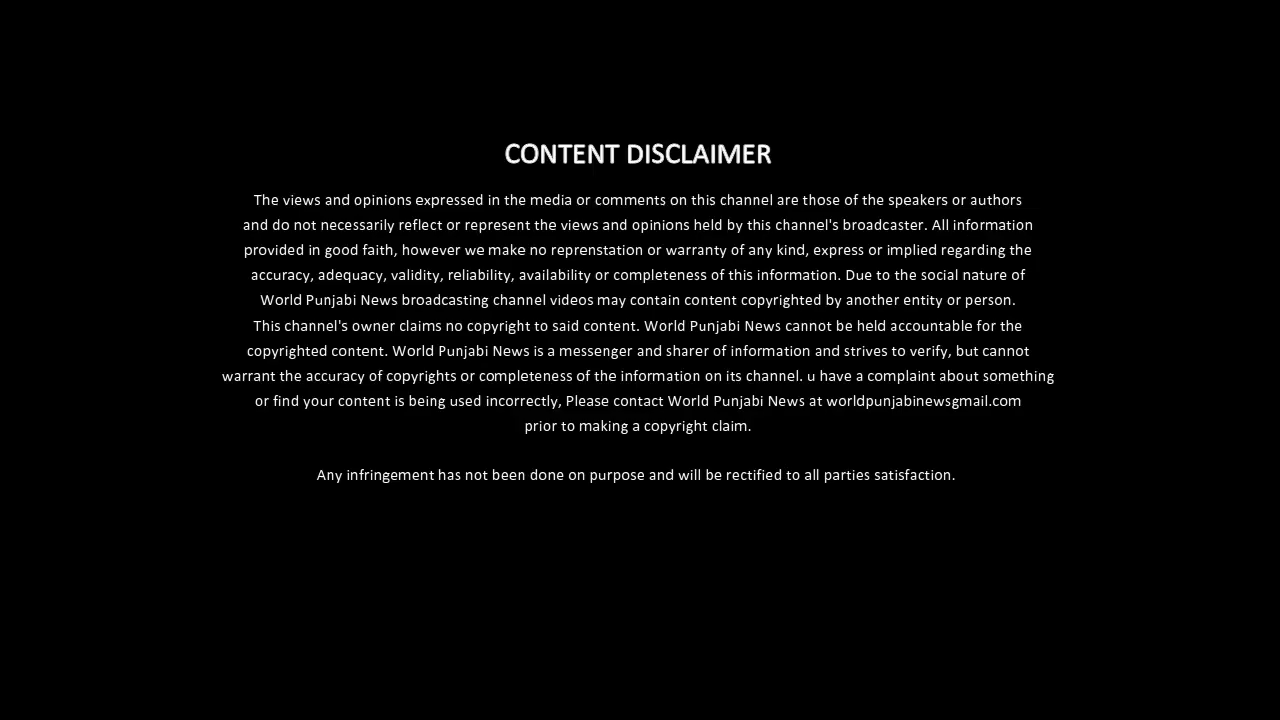 CONTENT DISCLAIMER
The views and opinions expressed in the media or comments on this channel are those of the speakers or authors
and do not necessarily reflect or represent the views and opinions held by this channel's broadcaster. All information
provided in good faith, however we make no reprenstation or warranty of any kind, express or implied regarding the
accuracy, adequacy, validity, reliability, availability or completeness of this information. Due to the social nature of
World Punjabi News broadcasting channel videos may contain content copyrighted by another entity or person.
This channel's owner claims no copyright to said content. World Punjabi News cannot be held accountable for the
copyrighted content. World Punjabi News is a messenger and sharer of information and strives to verify, but cannot
warrant the accuracy of copyrights or completeness of the information on its channel. u have a complaint about something
or find your content is being used incorrectly, Please contact World Punjabi News at worldpunjabinewsgmail.com
prior to making a copyright claim.
Any infringement has not been done on purpose and will be rectified to all parties satisfaction.